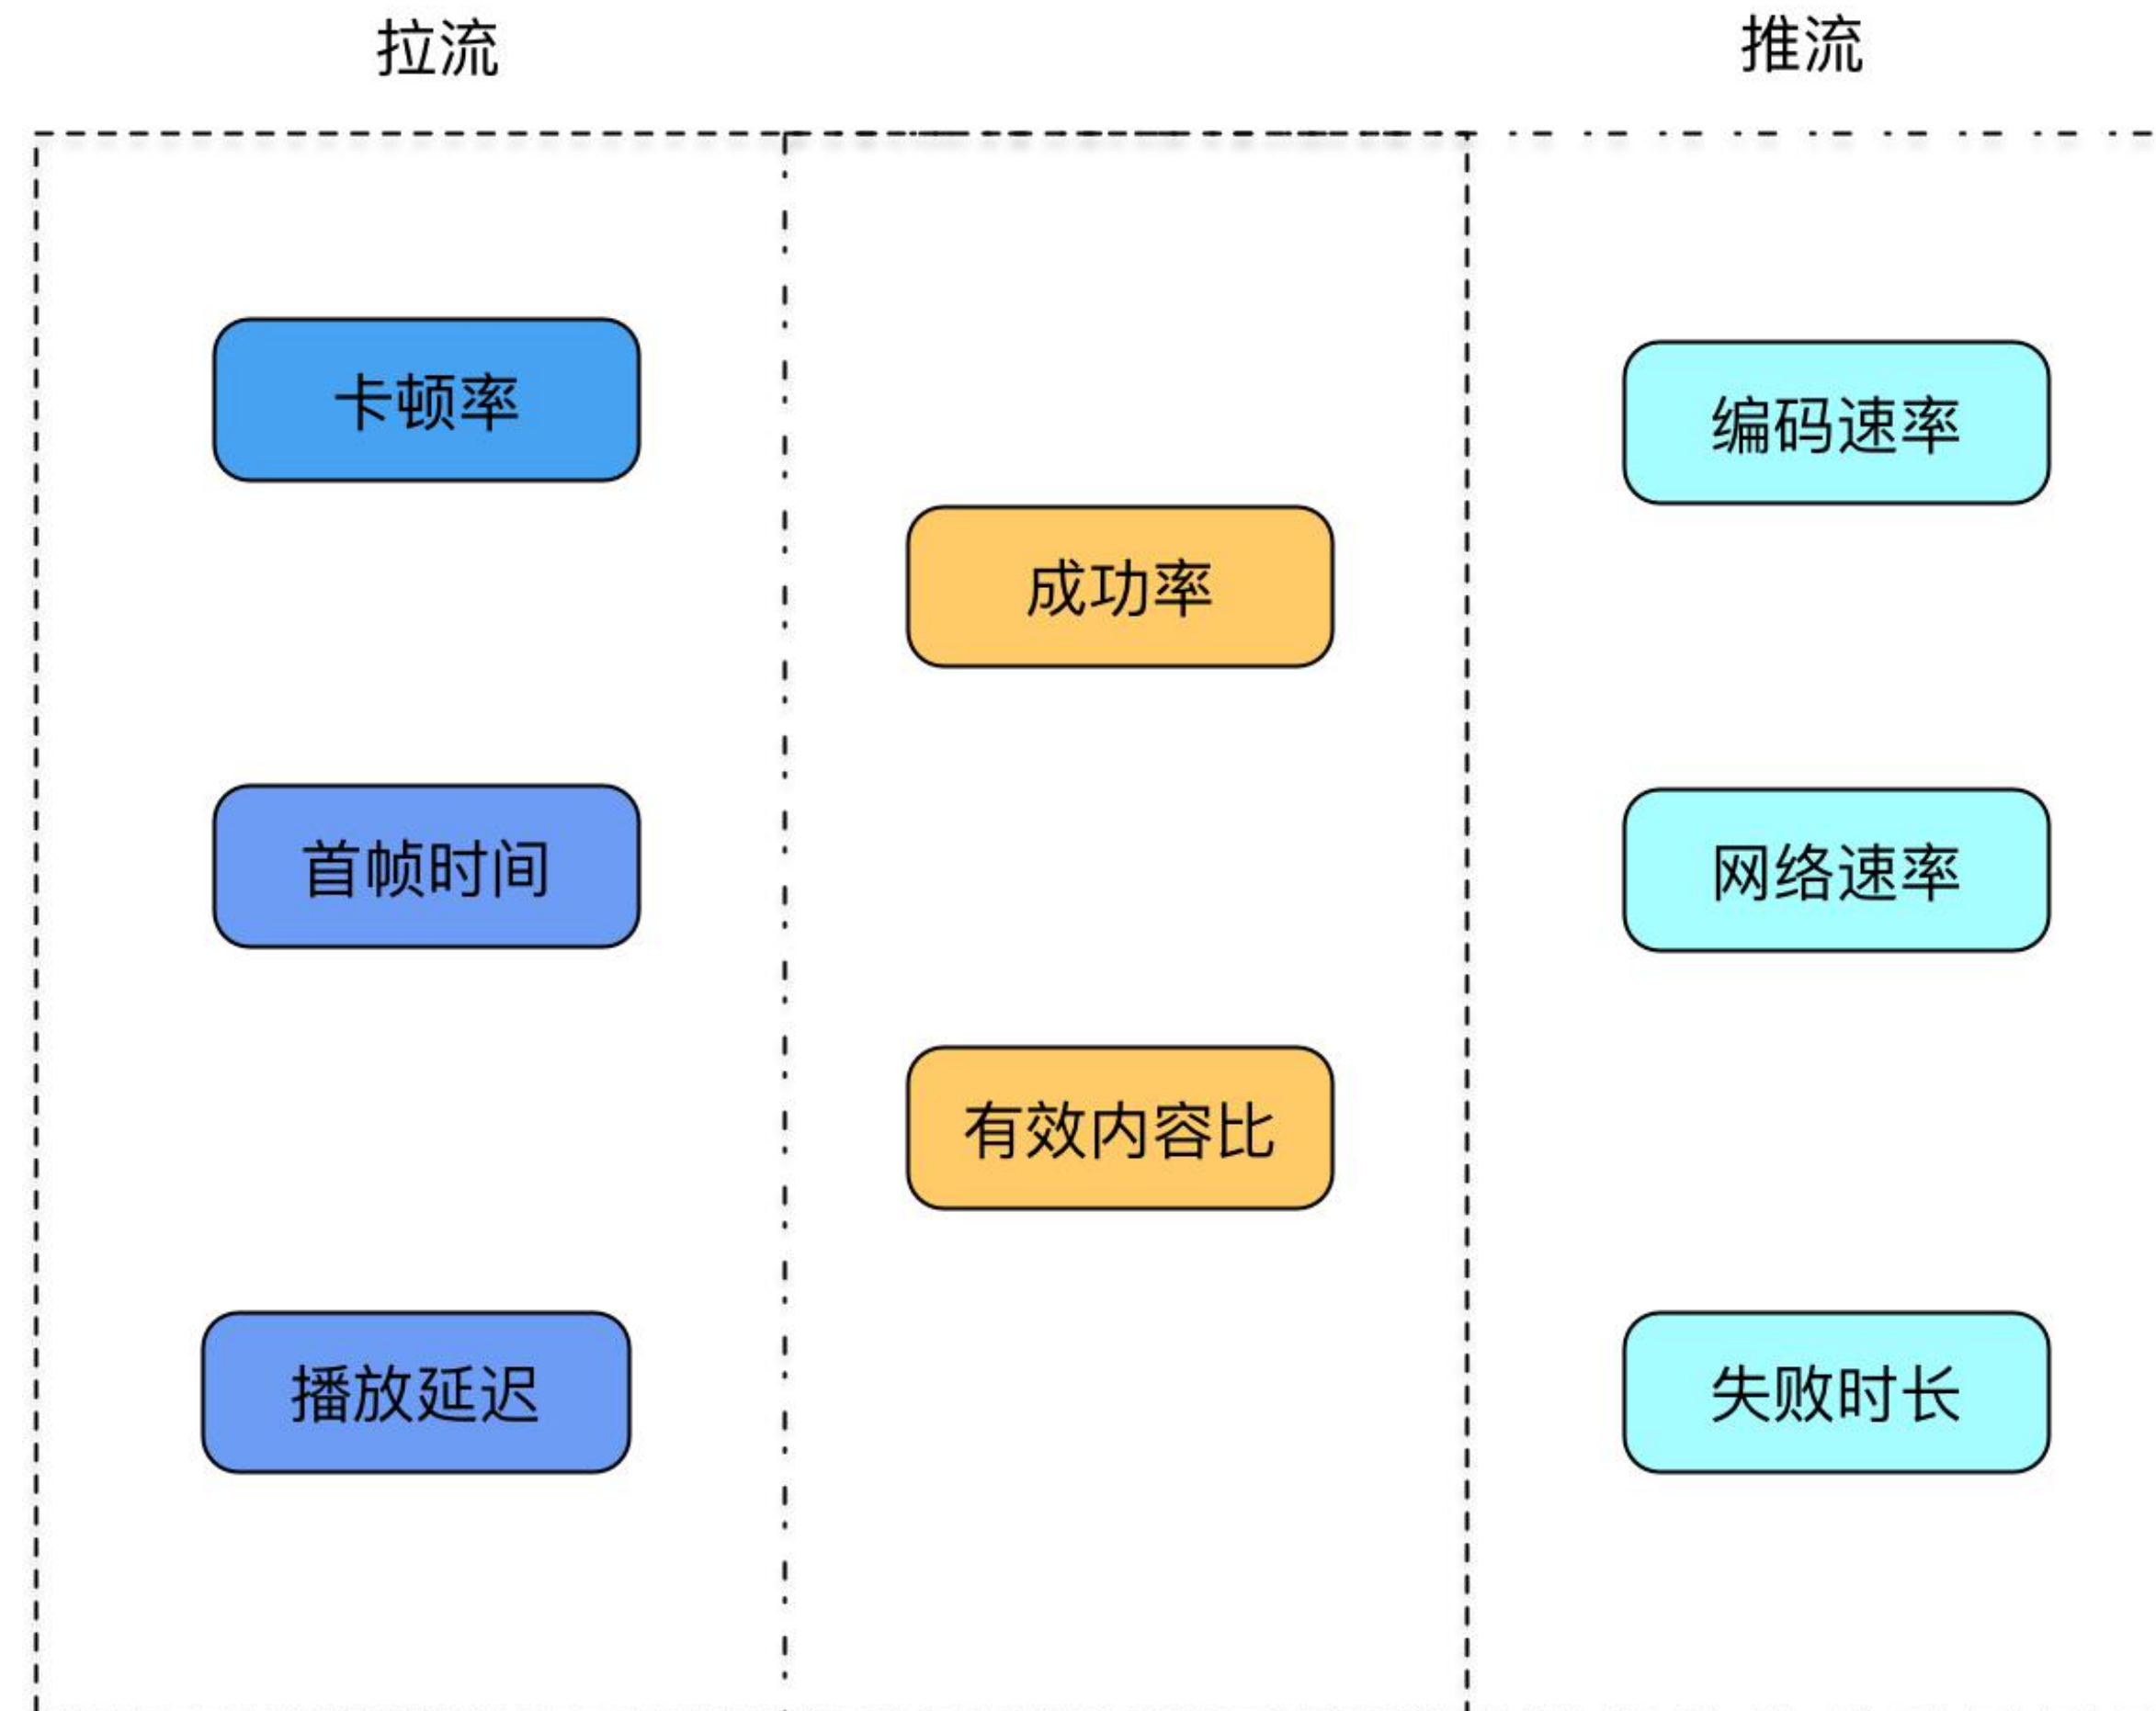 拉流
推流
卡顿率
编码速率
成功率
首帧时间
网络速率
有效内容比
播放延迟
失败时长